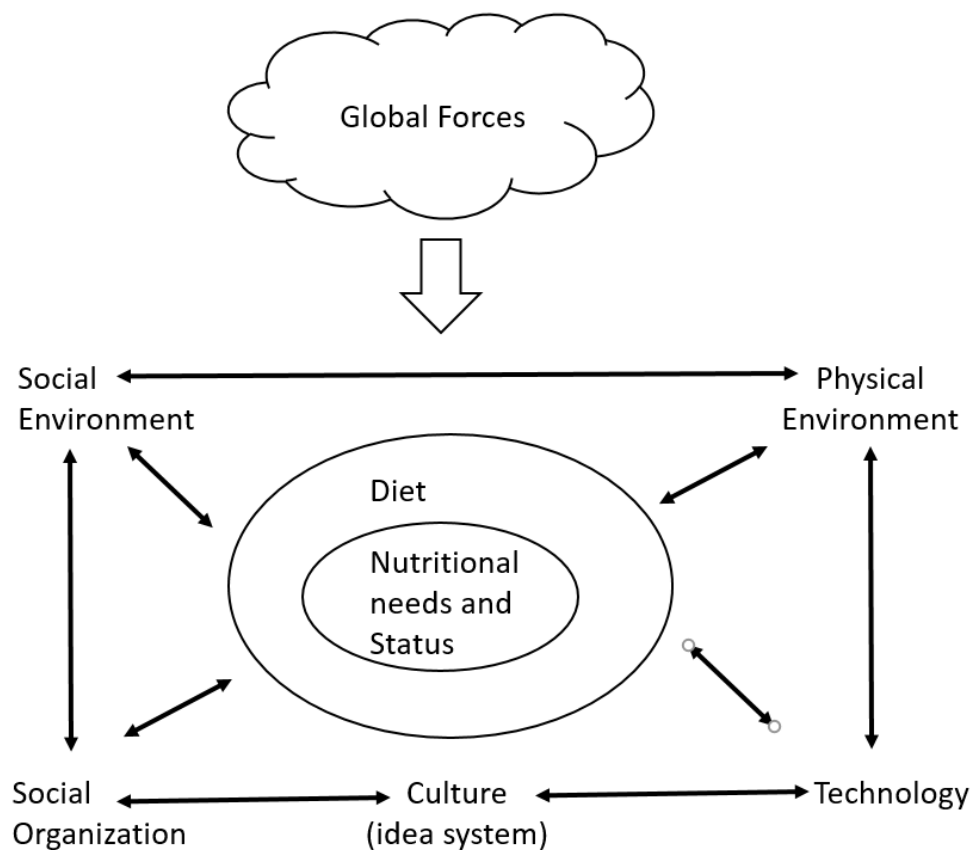 Global Forces
Social
Environment
Physical
Environment
Diet
Nutritional
needs and
Status
Social
Organization
Culture
(idea system)
Technology